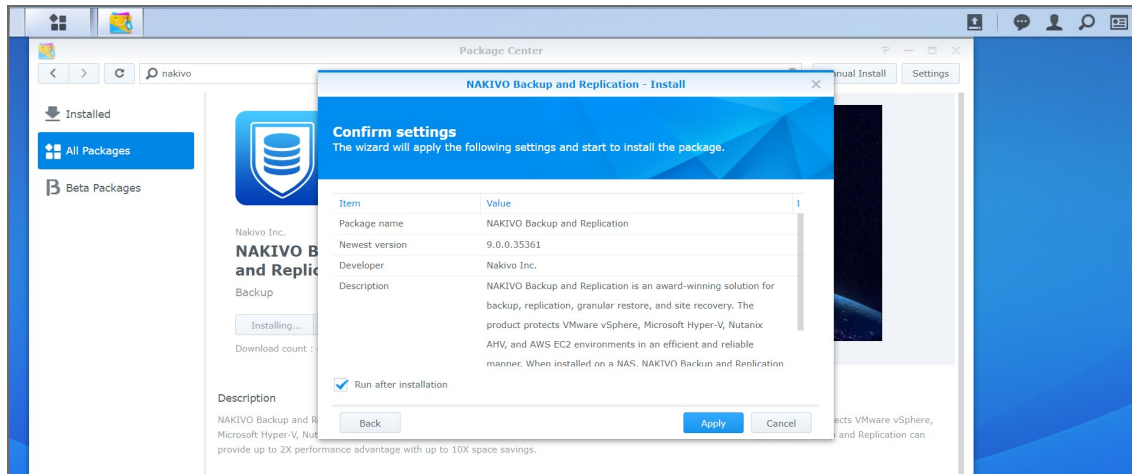 Package Center
nakivo
Manual Install
Settings
Installed
All Packages
Beta Packages
Nakivo Inc.
NAKIVO B
and Replic
Backup
Installing...
Download count :
Description
NAKIVO Backup and R
ects VMware vSphere,
Microsoft Hyper-V, Nut
and Replication can
provide up to 2X performance advantage with up to 10X space savings.
NAKIVO Backup and Replication - Install
Confirm settings
The wizard will apply the following settings and start to install the package.
Item Value
Package name NAKIVO Backup and Replication
Newest version 9.0.0.35361
Developer Nakivo Inc.
Description NAKIVO Backup and Replication is an award-winning solution for
backup, replication, granular restore, and site recovery. The
product protects VMware vSphere, Microsoft Hyper-V, Nutanix
AHV, and AWS EC2 environments in an efficient and reliable
manner. When installed on a NAS, NAKIVO Backup and Replication
Run after installation
Back
Apply
Cancel